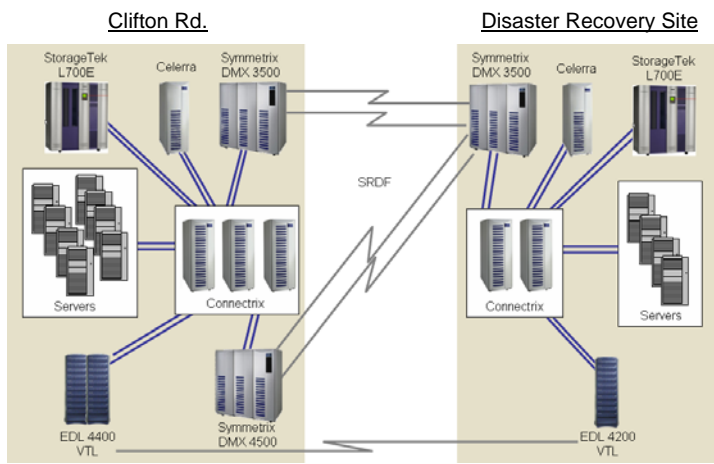 Clifton Rd.
Disaster Recovery Site
StorageTek
L700E
Celerra
Symmetrix
DMX 3500
Symmetrix
DMX 3500
Celerra
StorageTek
L700E
SRDF
Servers
Connectrix
Connectrix
Servers
EDL 4400
VTL
Symmetrix
DMX 4500
EDL 4200
VTL